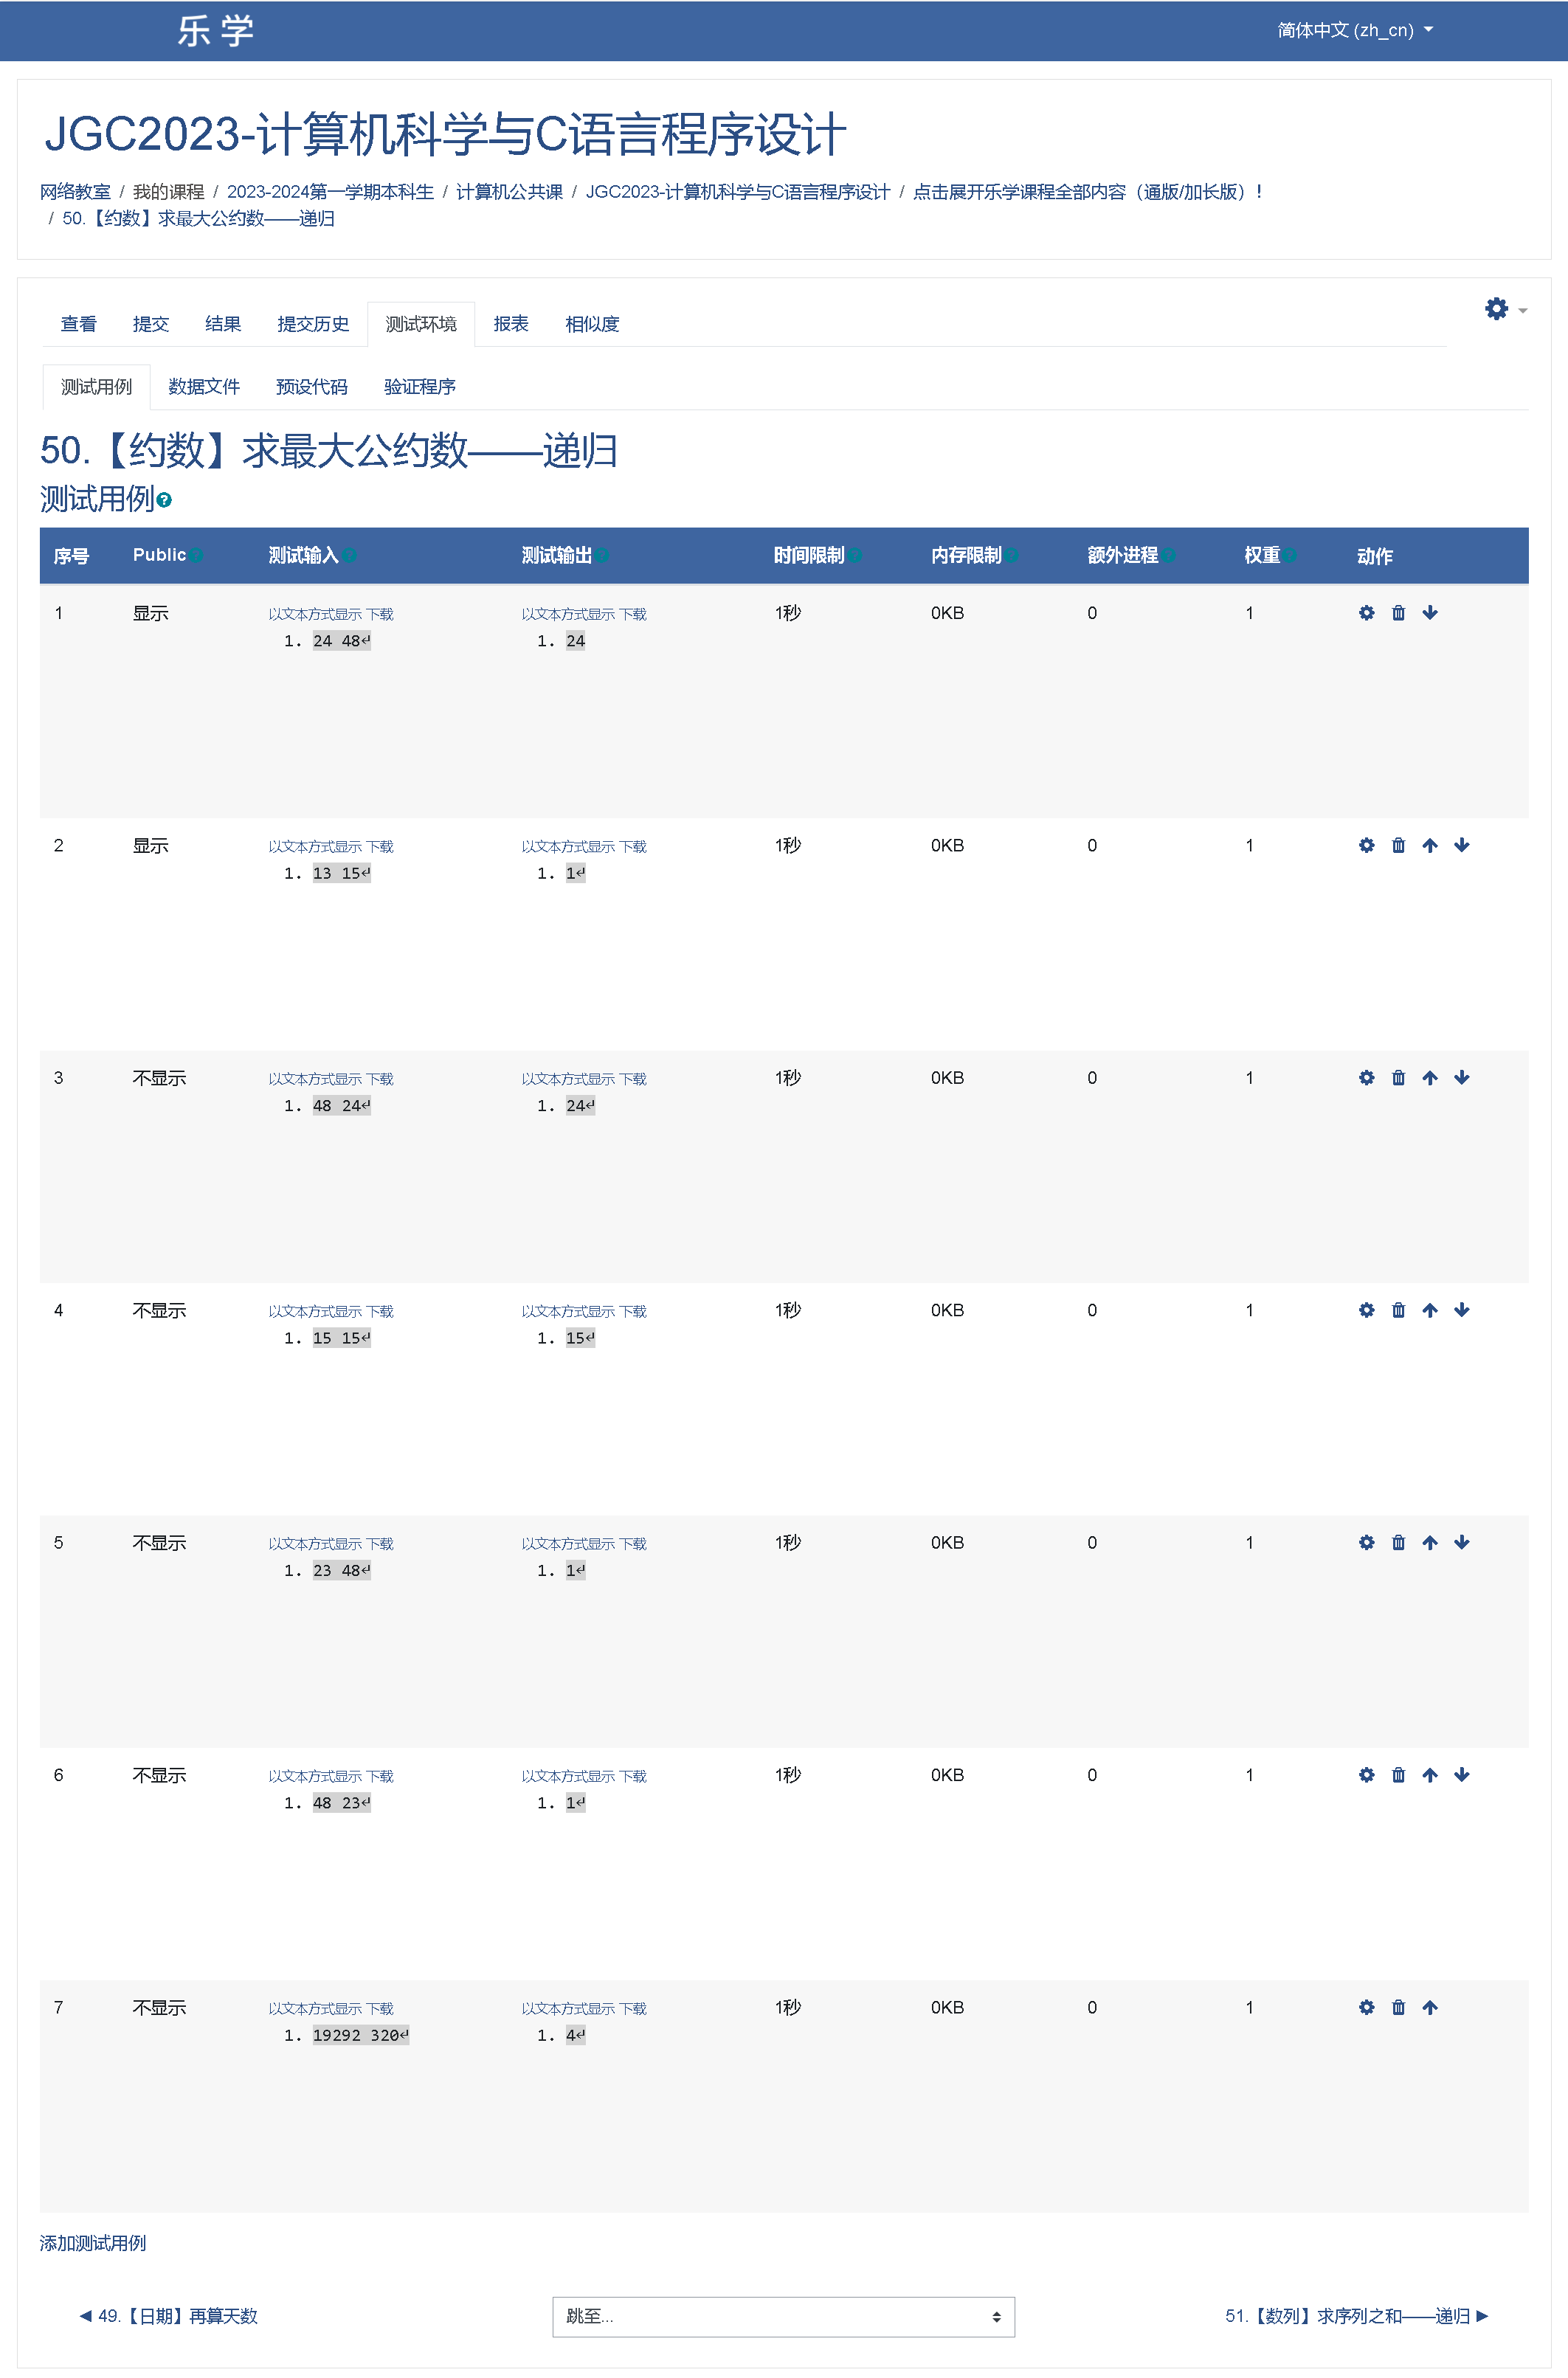 乐 学
简体中文 (zh_cn)
JGC2023-计算机科学与C语言程序设计
网络教室 / 我的课程 / 2023-2024第一学期本科生 / 计算机公共课 / JGC2023-计算机科学与C语言程序设计 / 点击展开乐学课程全部内容（通版/加长版）！
/ 50.【约数】求最大公约数——递归
查看 提交 结果 提交历史 测试环境 报表 相似度
测试用例 数据文件 预设代码 验证程序
50.【约数】求最大公约数——递归
测试用例
序号 Public 测试输入 测试输出 时间限制 内存限制 额外进程 权重 动作
1 显示 以文本方式显示 下载 以文本方式显示 下载 1秒 0KB 0 1
1. 24 48↵ 1. 24
2 显示 以文本方式显示 下载 以文本方式显示 下载 1秒 0KB 0 1
1. 13 15↵ 1. 1↵
3 不显示 以文本方式显示 下载 以文本方式显示 下载 1秒 0KB 0 1
1. 48 24↵ 1. 24↵
4 不显示 以文本方式显示 下载 以文本方式显示 下载 1秒 0KB 0 1
1. 15 15↵ 1. 15↵
5 不显示 以文本方式显示 下载 以文本方式显示 下载 1秒 0KB 0 1
1. 23 48↵ 1. 1↵
6 不显示 以文本方式显示 下载 以文本方式显示 下载 1秒 0KB 0 1
1. 48 23↵ 1. 1↵
7 不显示 以文本方式显示 下载 以文本方式显示 下载 1秒 0KB 0 1
1. 19292 320↵ 1. 4↵
添加测试用例
◄ 49.【日期】再算天数 跳至... 51.【数列】求序列之和——递归 ►